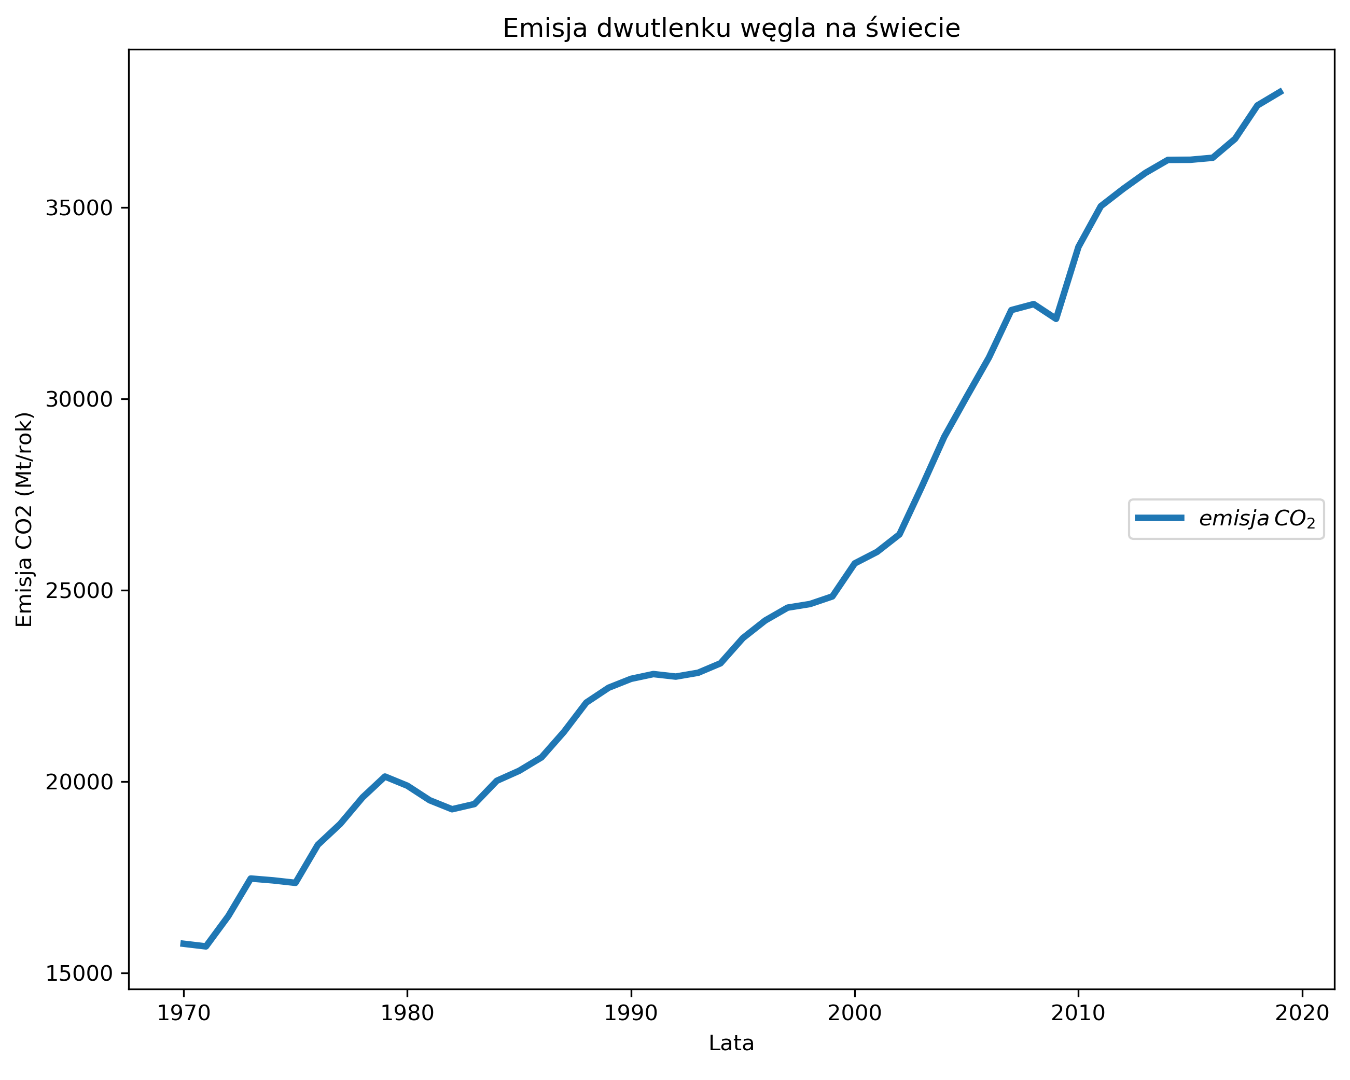 Emisja dwutlenku węgla na świecie
Emisja CO2 (Mt/rok)
35000
30000
25000
20000
15000
emisja CO₂
1970 1980 1990 2000 2010 2020
Lata